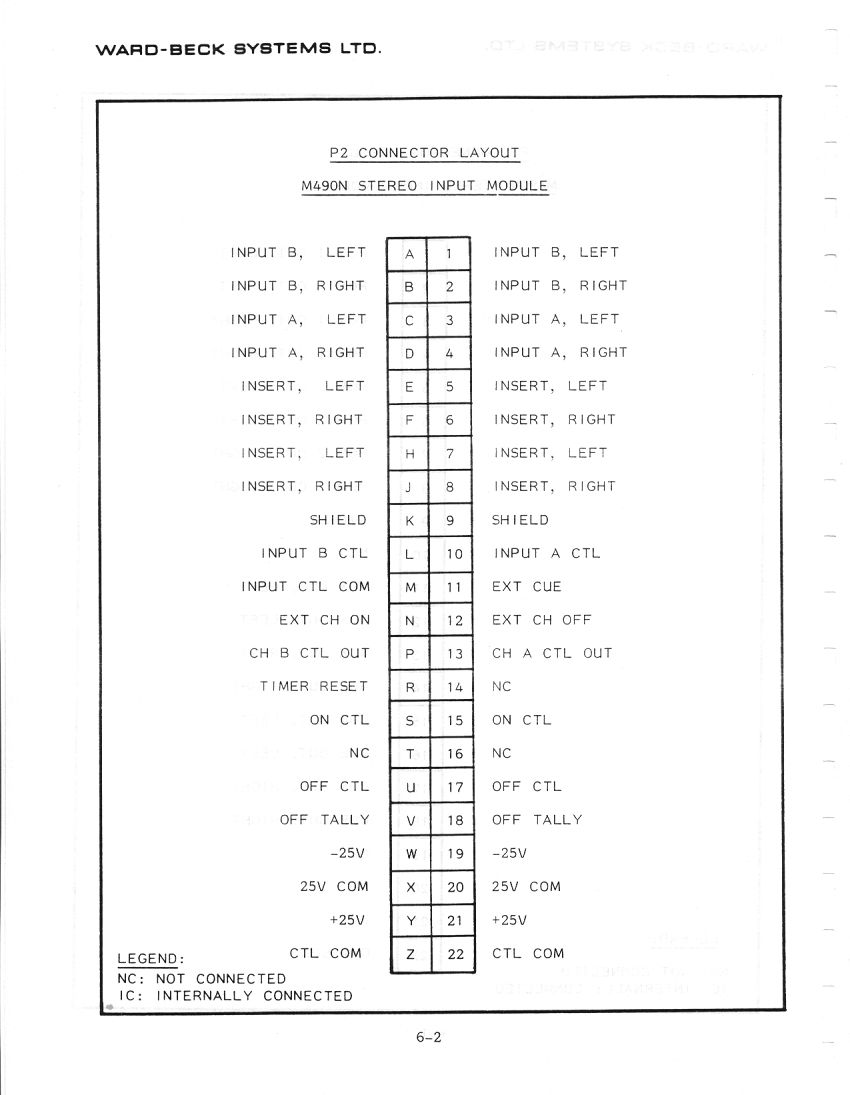 WARD-BECK SYSTEMS LTD.
P2 CONNECTOR LAYOUT
M490N STEREO INPUT MODULE
INPUT B, LEFT A 1 INPUT B, LEFT
INPUT B, RIGHT B 2 INPUT B, RIGHT
INPUT A, LEFT C 3 INPUT A, LEFT
INPUT A, RIGHT D 4 INPUT A, RIGHT
INSERT, LEFT E 5 INSERT, LEFT
INSERT, RIGHT F 6 INSERT, RIGHT
INSERT, LEFT H 7 INSERT, LEFT
INSERT, RIGHT J 8 INSERT, RIGHT
SHIELD K 9 SHIELD
INPUT B CTL L 10 INPUT A CTL
INPUT CTL COM M 11 EXT CUE
EXT CH ON N 12 EXT CH OFF
CH B CTL OUT P 13 CH A CTL OUT
TIMER RESET R 14 NC
ON CTL S 15 ON CTL
NC T 16 NC
OFF CTL U 17 OFF CTL
OFF TALLY V 18 OFF TALLY
-25V W 19 -25V
25V COM X 20 25V COM
+25V Y 21 +25V
CTL COM Z 22 CTL COM
LEGEND:
NC: NOT CONNECTED
IC: INTERNALLY CONNECTED
6-2